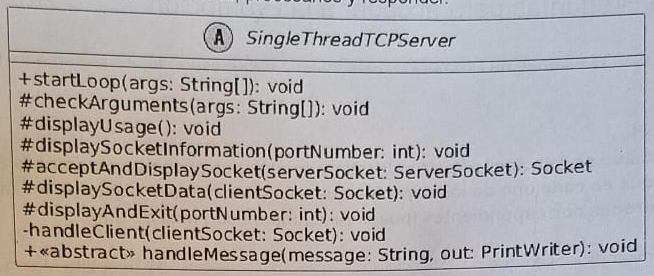 y responder.
A SingleThreadTCPServer
+startLoop(args: String[]): void
#checkArguments(args: String[]): void
#displayUsage(): void
#displaySocketInformation(portNumber: int): void
#acceptAndDisplaySocket(serverSocket: ServerSocket): Socket
#displaySocketData(clientSocket: Socket): void
#displayAndExit(portNumber: int): void
-handleClient(clientSocket: Socket): void
+«abstract» handleMessage(message: String, out: PrintWriter): void